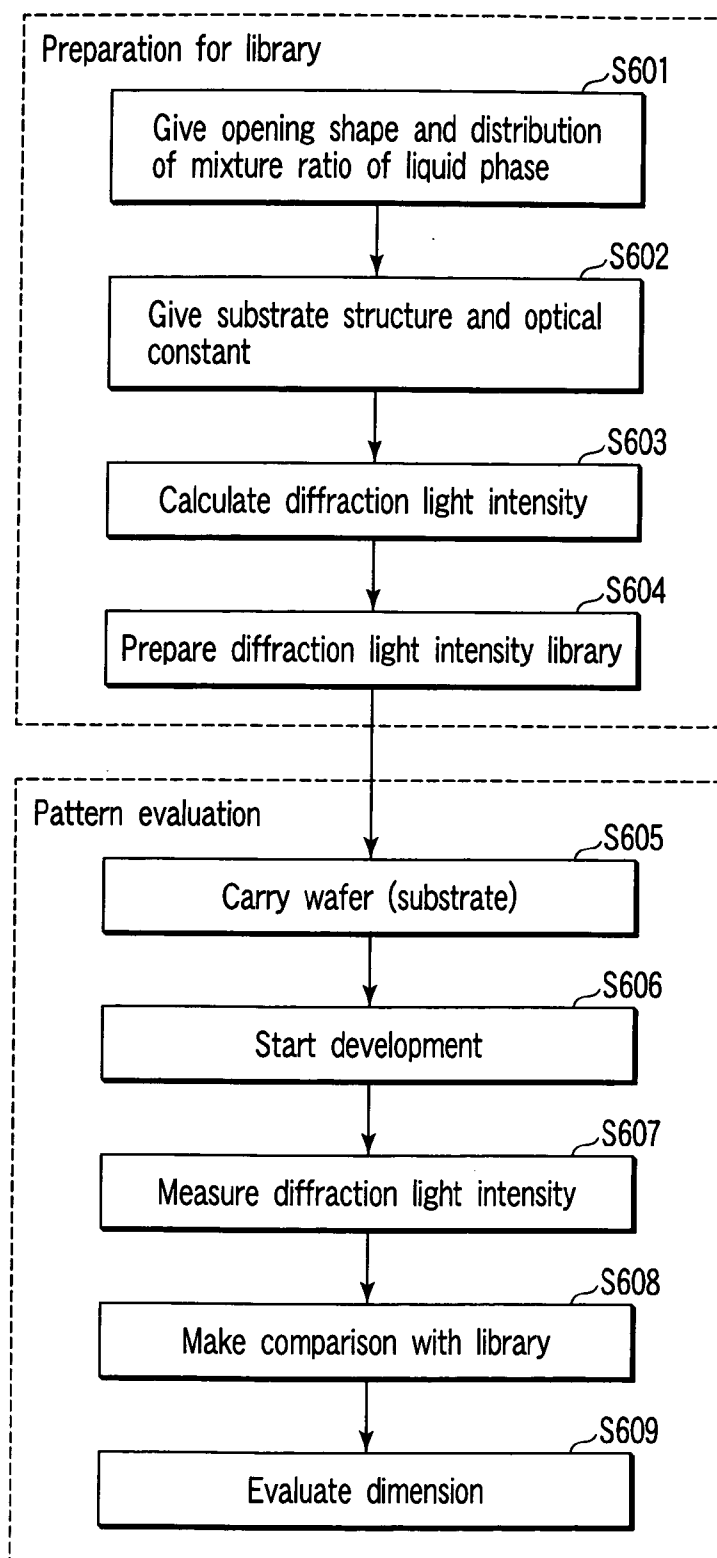 Preparation for library
S601
Give opening shape and distribution
of mixture ratio of liquid phase
S602
Give substrate structure and optical
constant
S603
Calculate diffraction light intensity
S604
Prepare diffraction light intensity library
Pattern evaluation
S605
Carry wafer (substrate)
S606
Start development
S607
Measure diffraction light intensity
S608
Make comparison with library
S609
Evaluate dimension